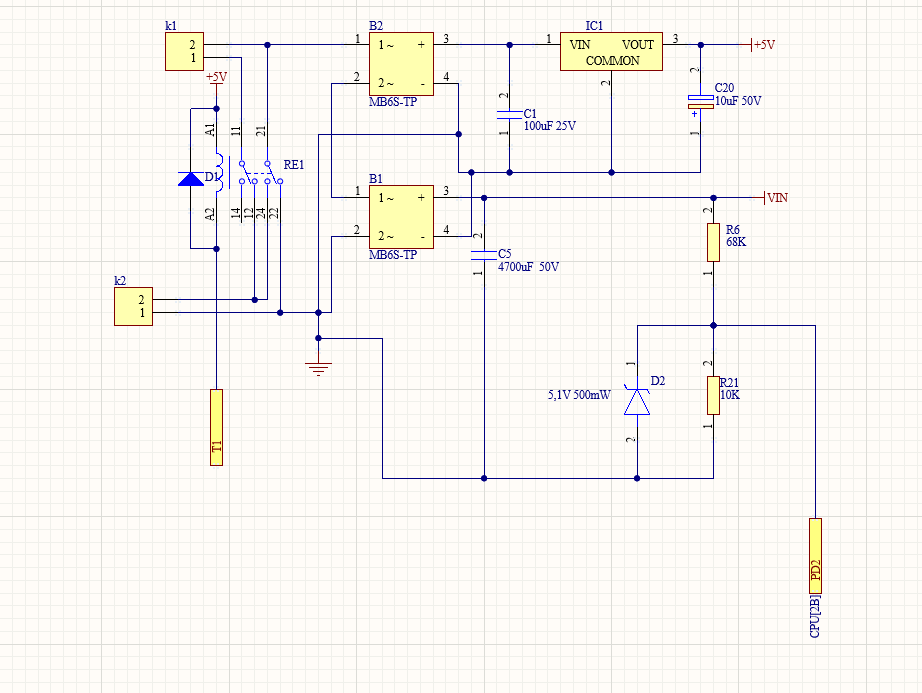 k1
2
1
+5V
A1
11
21
D1
RE1
A2
14
12
24
22
k2
2
1
T1
B2
1
1 ~
+
3
2
2 ~
-
4
MB6S-TP
B1
1
1 ~
+
3
2
2 ~
-
4
MB6S-TP
IC1
1
VIN
VOUT
3
COMMON
2
+5V
2
C1
100uF 25V
1
2
C20
10uF 50V
+
1
VIN
2
C5
4700uF 50V
1
2
R6
68K
1
1
D2
5,1V 500mW
2
2
R21
10K
1
PD2
CPU[2B]